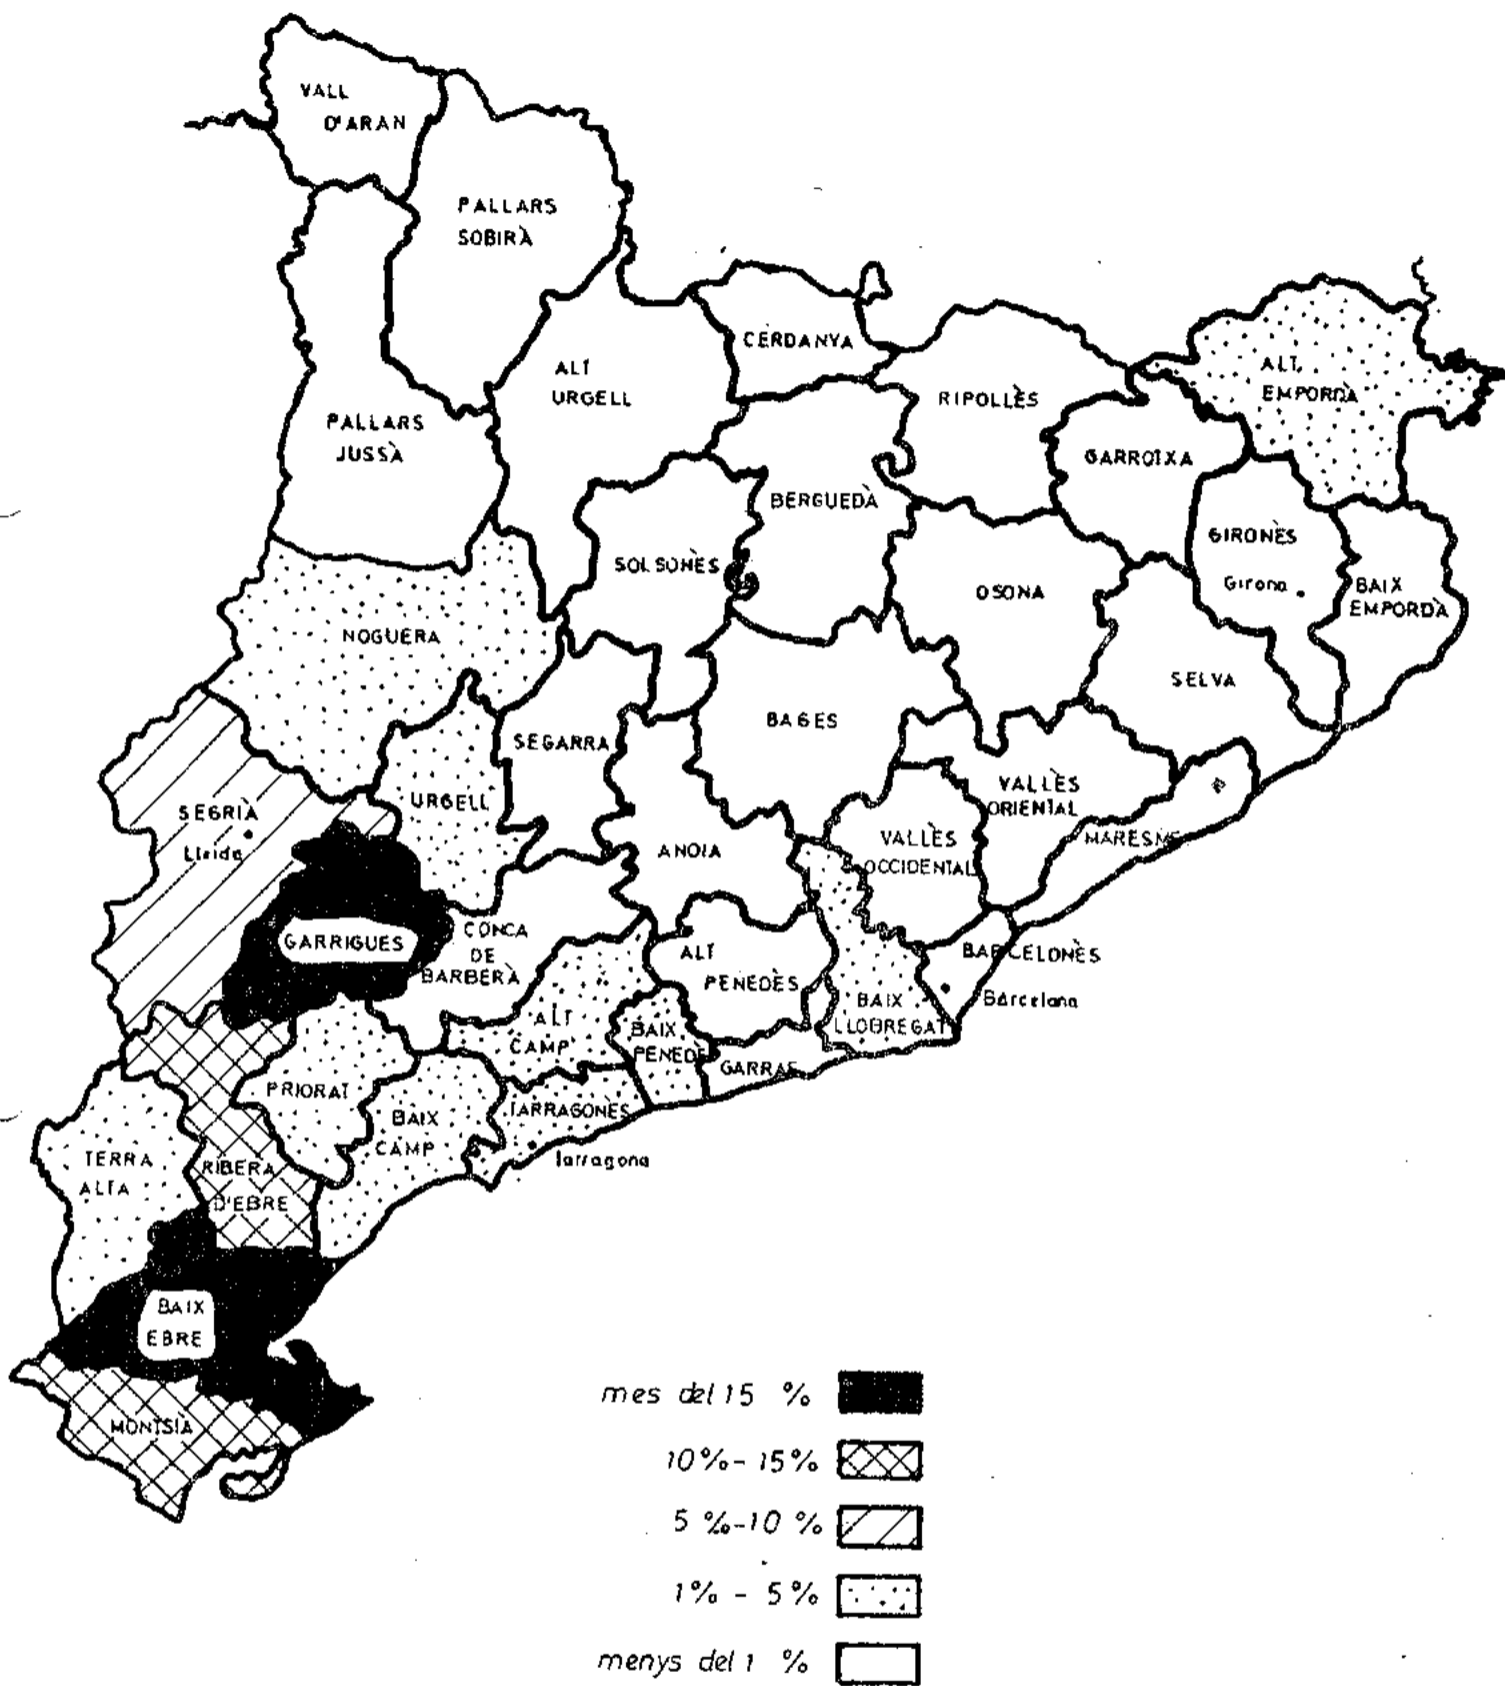 VALL
D'ARAN
PALLARS
SOBIRÀ
CERDANYA
ALT
URGELL
RIPOLLÈS
ALT
EMPORDÀ
PALLARS
JUSSÀ
GARROTXA
BERGUEDÀ
GIRONÈS
Girona
SOLSONÈS
OSONA
BAIX
EMPORDÀ
NOGUERA
SELVA
BAGES
SEGARRA
VALLÈS
ORIENTAL
URGELL
SEGRIÀ
Lleida
VALLÈS
OCCIDENTAL
MARESME
ANOIA
GARRIGUES
CONCA
DE
BARBERÀ
ALT
PENEDÈS
BARCELONÈS
Barcelona
BAIX
LLOBREGAT
ALT
CAMP
BAIX
PENEDÈ
GARRAF
PRIORAT
BAIX
CAMP
TARRAGONÈS
Tarragona
TERRA
ALTA
RIBERA
D'EBRE
BAIX
EBRE
MONTSIÀ
mes del 15 %
10%-15%
5 %-10 %
1% - 5%
menys del 1 %